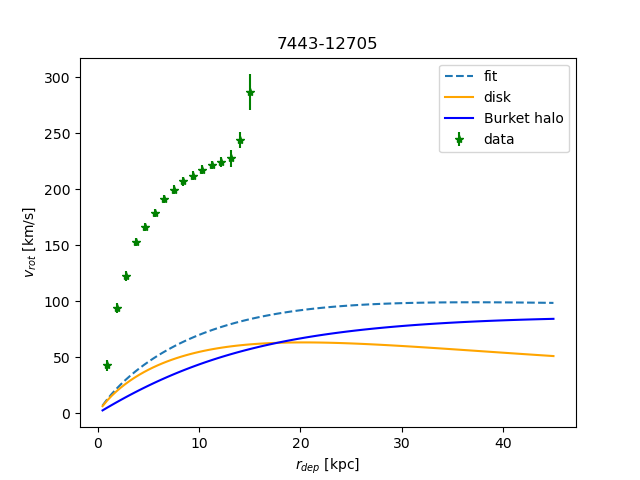 7443-12705
fit
disk
Burket halo
data
300
250
200
150
100
50
0
v_rot [km/s]
0 10 20 30 40
r_dep [kpc]